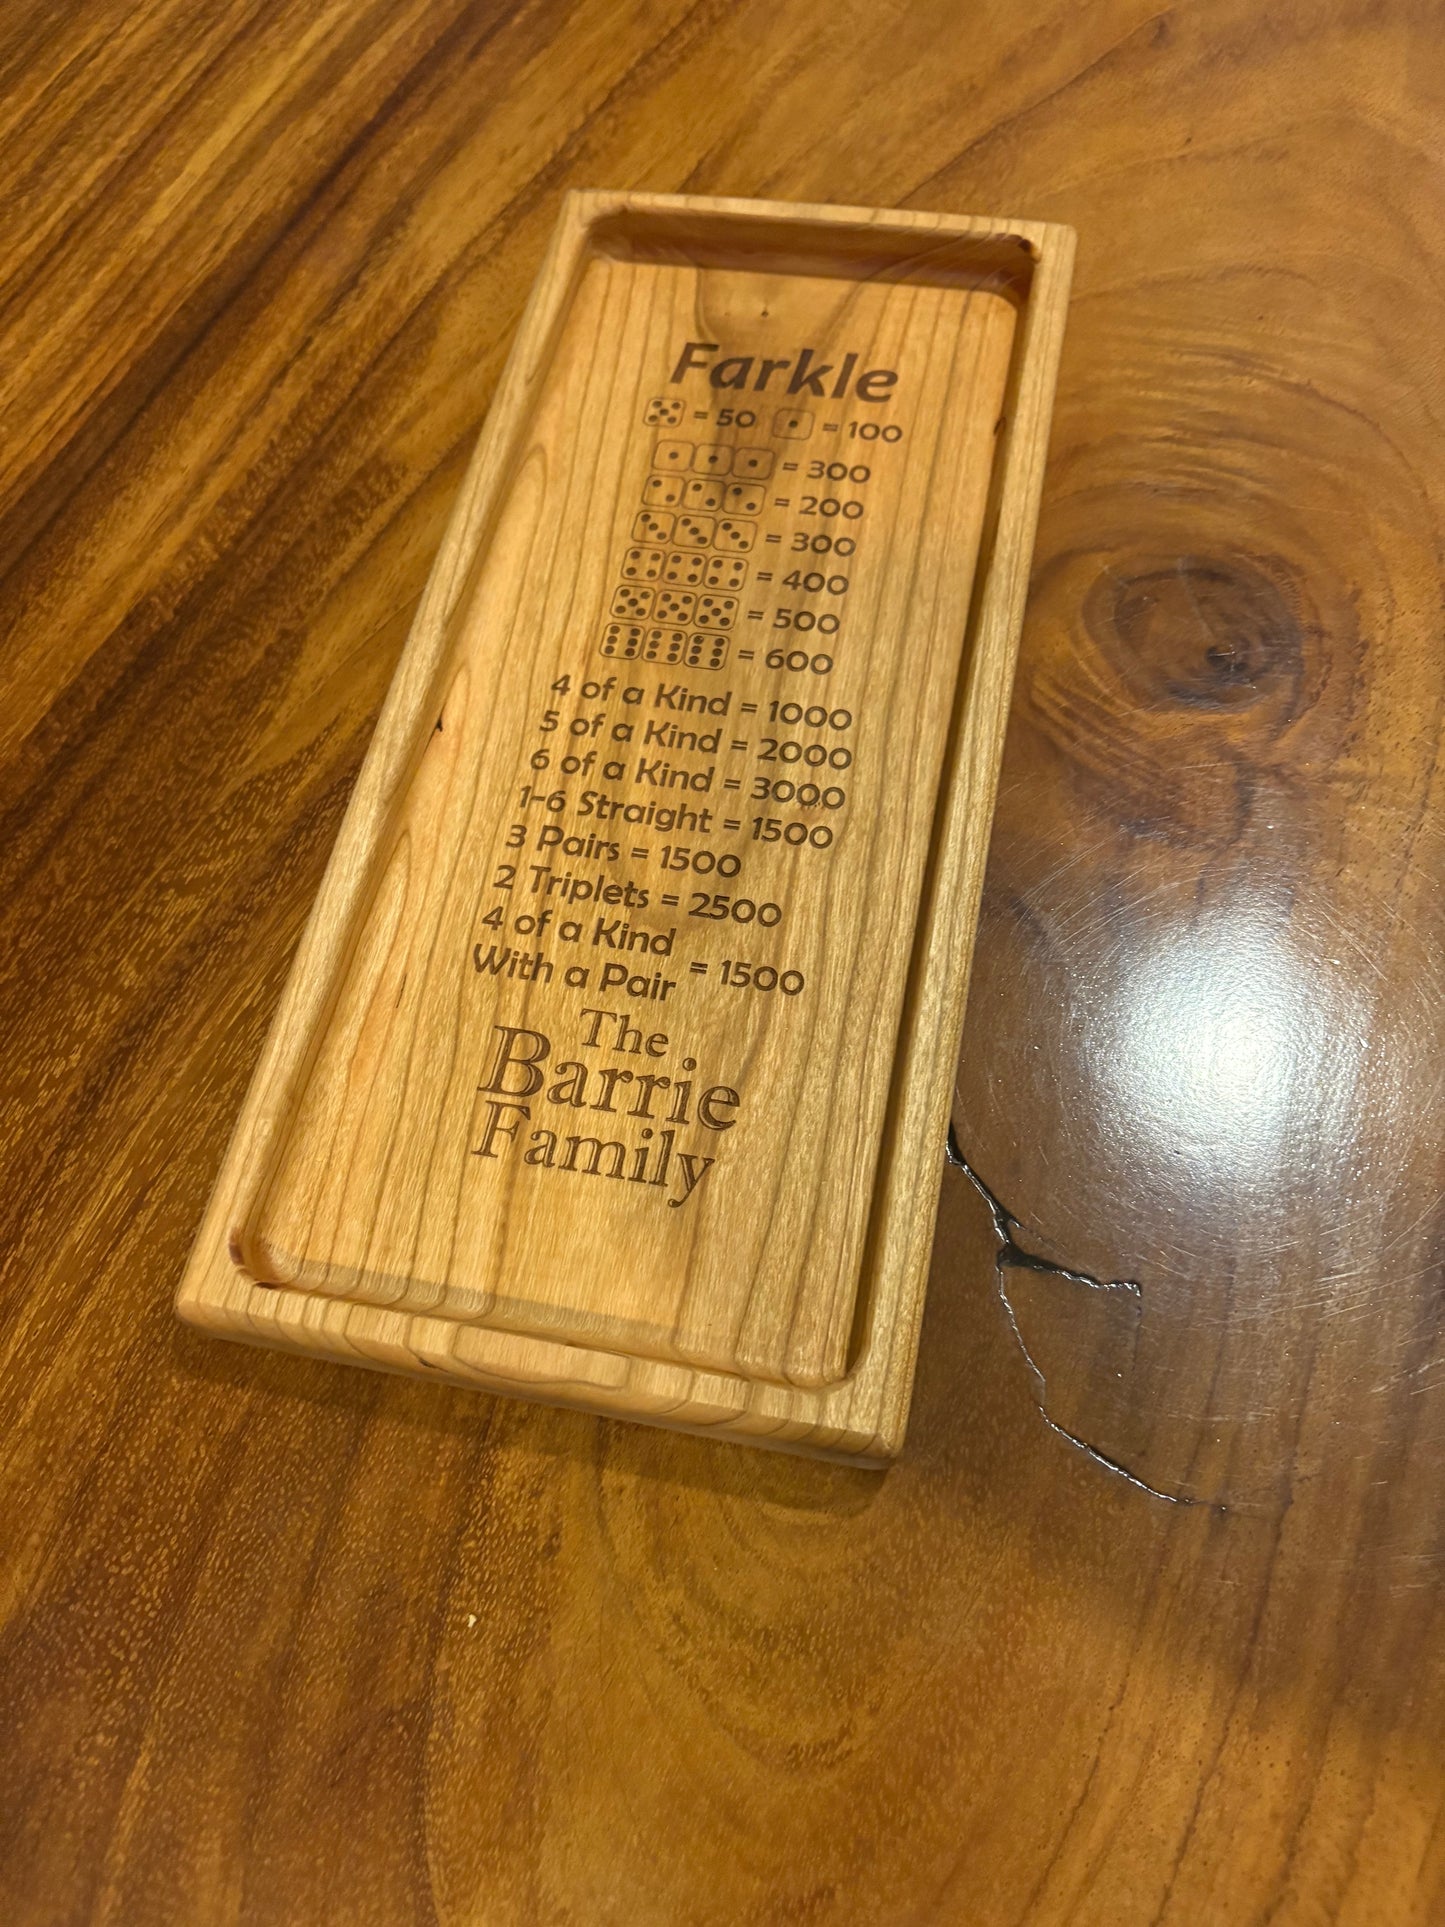 Farkle
= 50 = 100
= 300
= 200
= 300
= 400
= 500
= 600
4 of a Kind = 1000
5 of a Kind = 2000
6 of a Kind = 3000
1-6 Straight = 1500
3 Pairs = 1500
2 Triplets = 2500
4 of a Kind
With a Pair = 1500
The
Barrie
Family